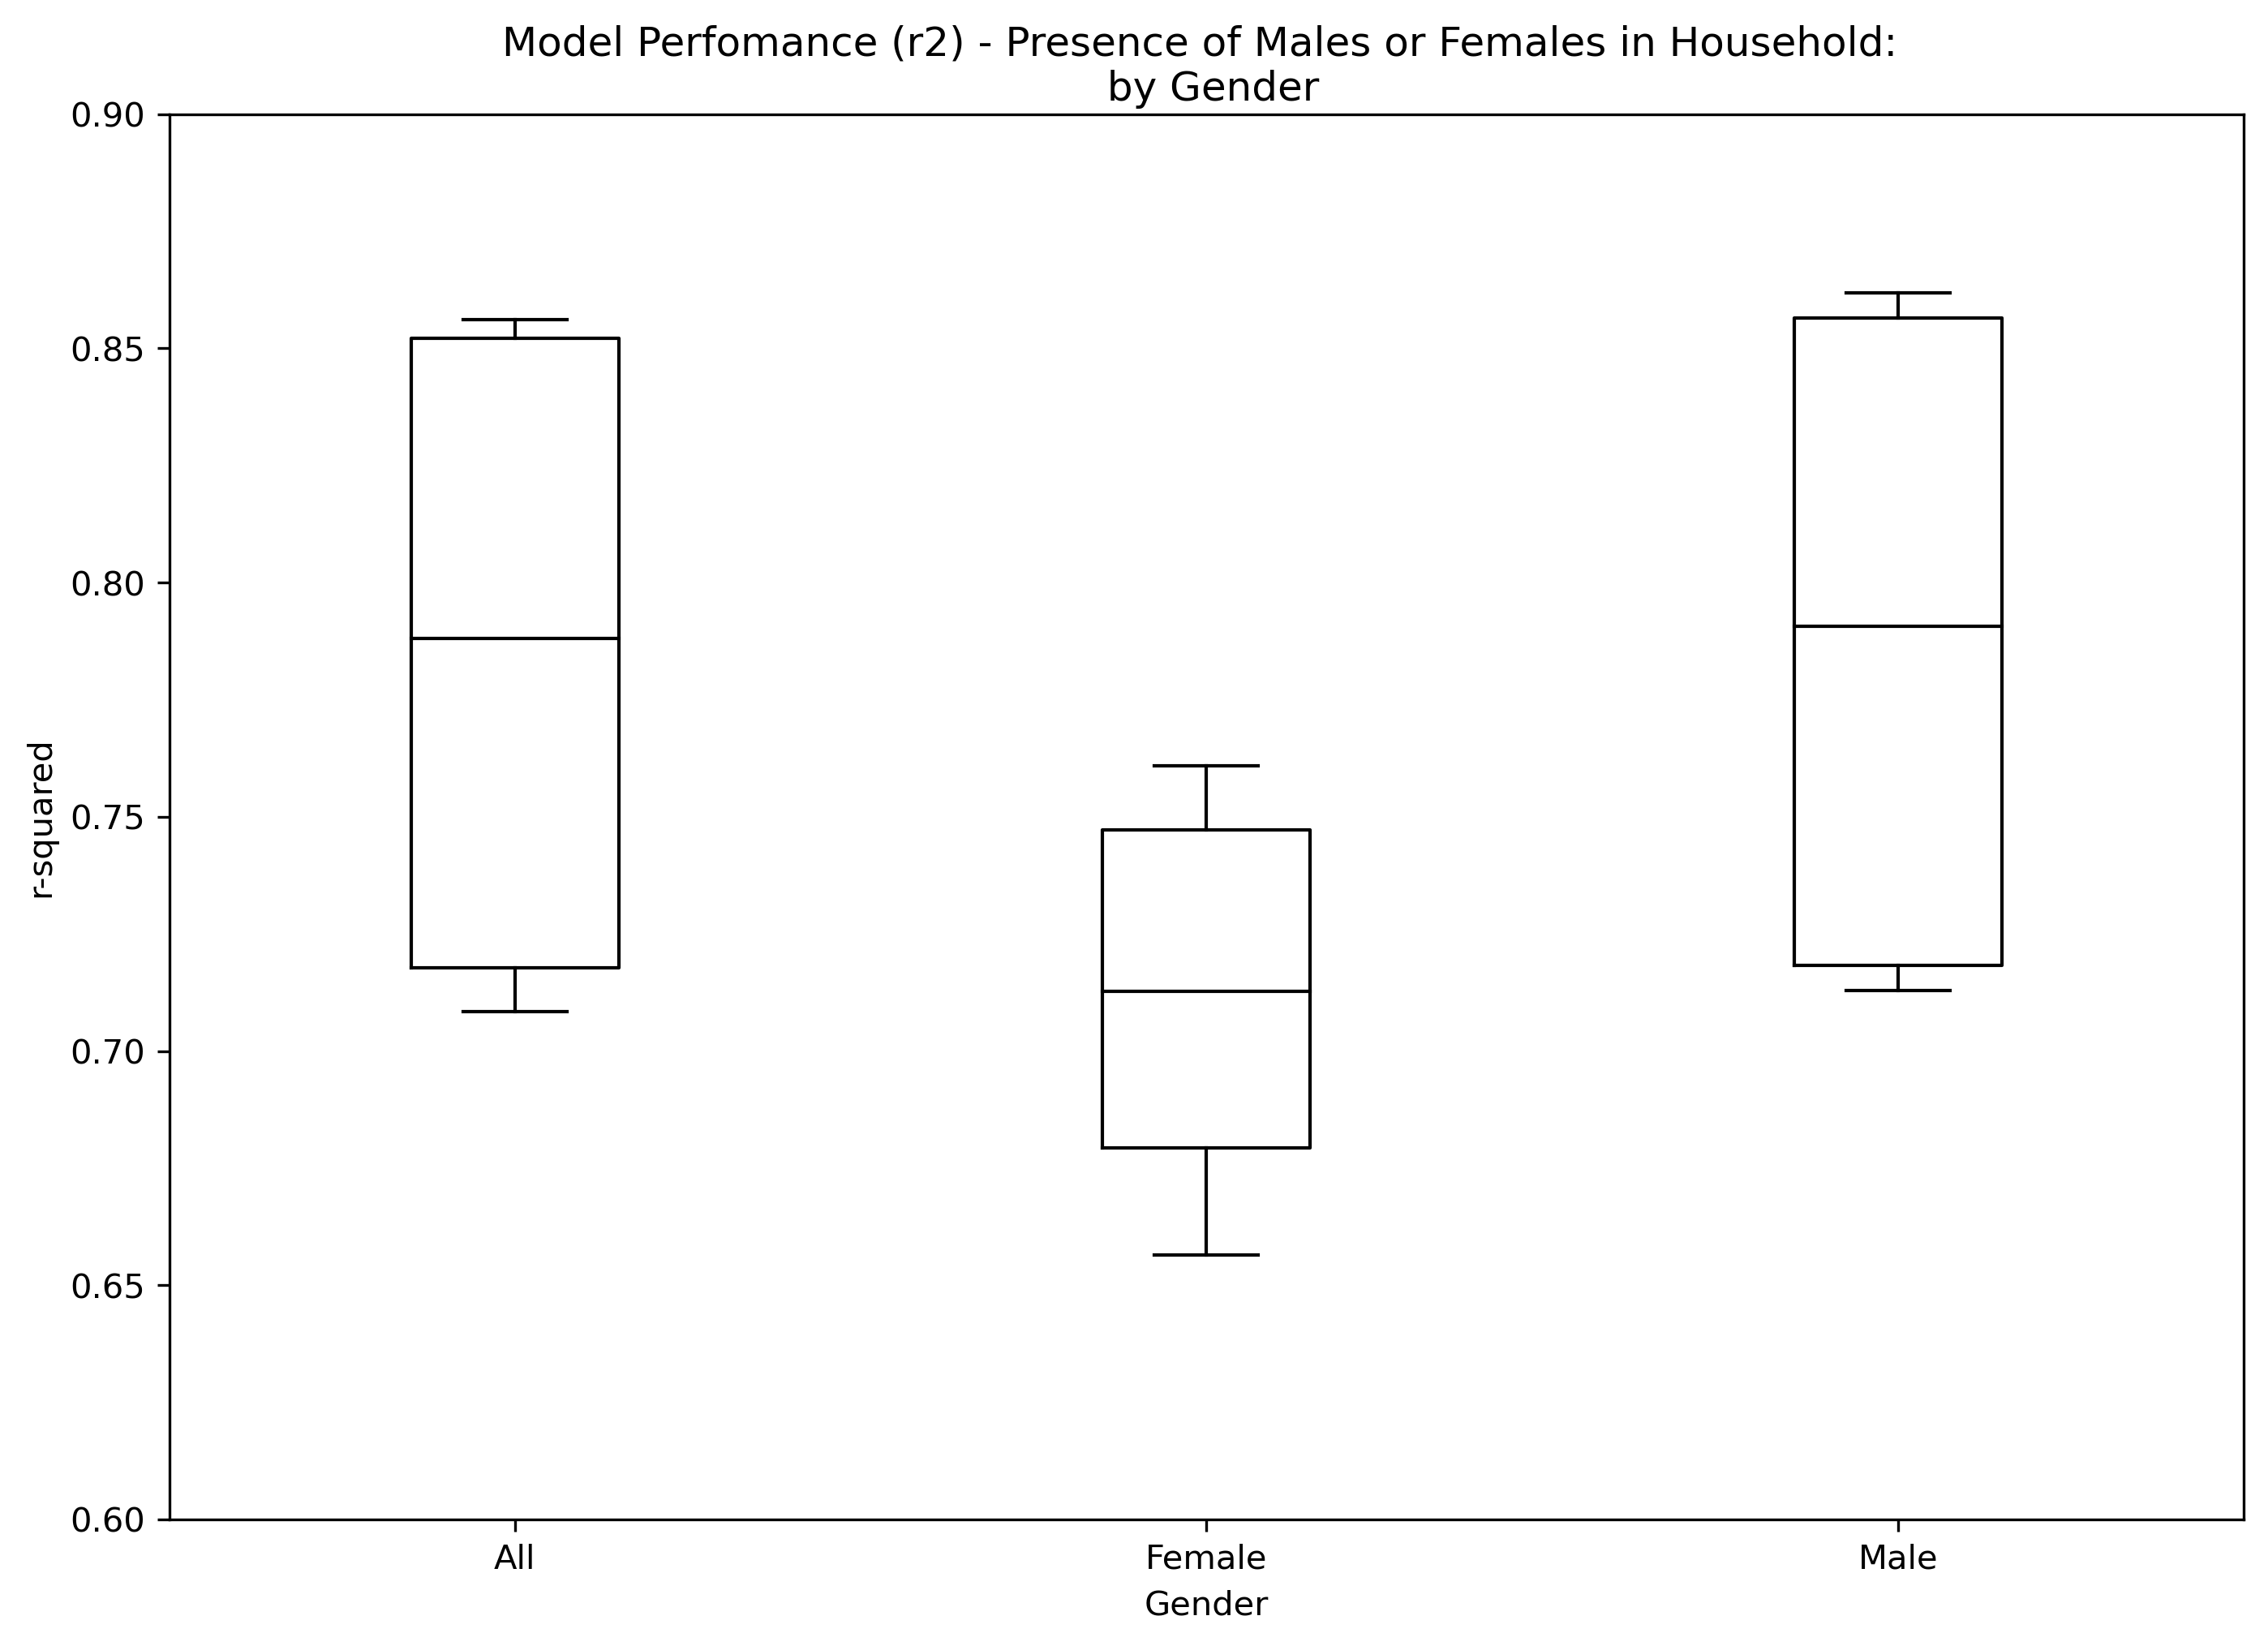 Model Perfomance (r2) - Presence of Males or Females in Household:
by Gender
0.90
0.85
0.80
0.75
0.70
0.65
0.60
r-squared
All
Female
Male
Gender